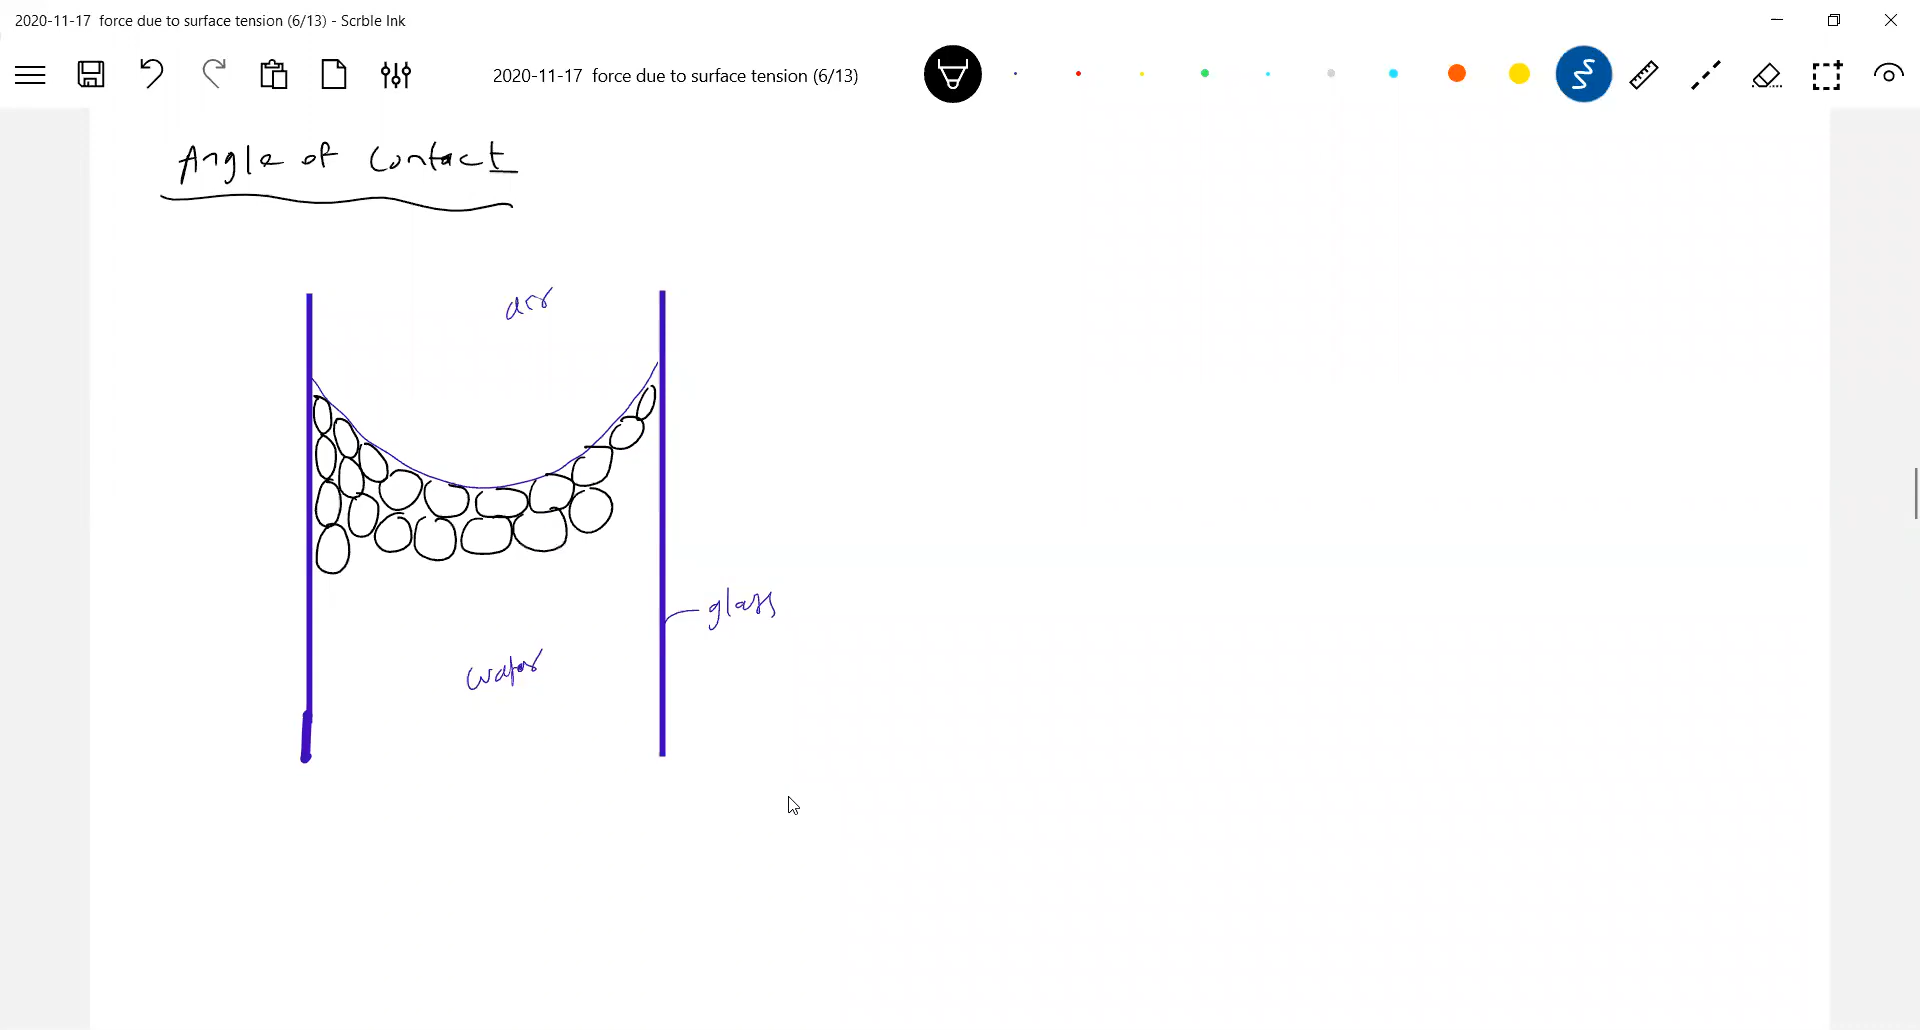 2020-11-17 force due to surface tension (6/13) - Scrble Ink
2020-11-17 force due to surface tension (6/13)
Angle of Contact
air
glass
water